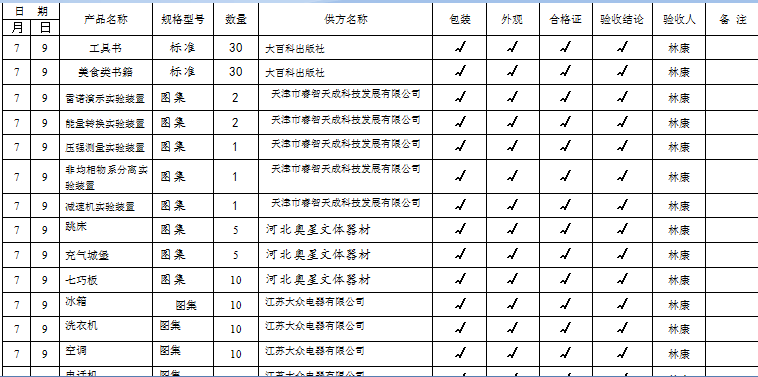 日 期 产品名称 规格型号 数量 供方名称 包装 外观 合格证 验收结论 验收人 备 注
月 日
7 9 工具书 标准 30 大百科出版社 ✓ ✓ ✓ ✓ 林康
7 9 美食类书籍 标准 30 大百科出版社 ✓ ✓ ✓ ✓ 林康
7 9 雷诺演示实验装置 图集 2 天津市睿智天成科技发展有限公司 ✓ ✓ ✓ ✓ 林康
7 9 能量转换实验装置 图集 2 天津市睿智天成科技发展有限公司 ✓ ✓ ✓ ✓ 林康
7 9 压强测量实验装置 图集 1 天津市睿智天成科技发展有限公司 ✓ ✓ ✓ ✓ 林康
7 9 非均相物系分离实 图集 1 天津市睿智天成科技发展有限公司 ✓ ✓ ✓ ✓ 林康
验装置
7 9 减速机实验装置 图集 1 天津市睿智天成科技发展有限公司 ✓ ✓ ✓ ✓ 林康
7 9 跳床 图集 5 河北奥星文体器材 ✓ ✓ ✓ ✓ 林康
7 9 充气城堡 图集 5 河北奥星文体器材 ✓ ✓ ✓ ✓ 林康
7 9 七巧板 图集 10 河北奥星文体器材 ✓ ✓ ✓ ✓ 林康
7 9 冰箱 图集 10 江苏大众电器有限公司 ✓ ✓ ✓ ✓ 林康
7 9 洗衣机 图集 10 江苏大众电器有限公司 ✓ ✓ ✓ ✓ 林康
7 9 空调 图集 10 江苏大众电器有限公司 ✓ ✓ ✓ ✓ 林康
电话机 图集 江苏大众电器有限公司